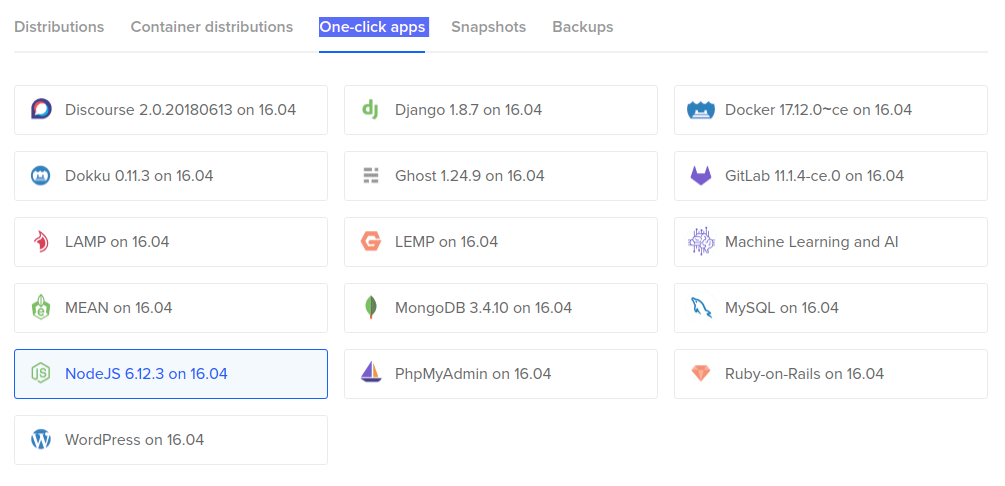 Distributions Container distributions One-click apps Snapshots Backups
Discourse 2.0.20180613 on 16.04
Django 1.8.7 on 16.04
Docker 17.12.0~ce on 16.04
Dokku 0.11.3 on 16.04
Ghost 1.24.9 on 16.04
GitLab 11.1.4-ce.0 on 16.04
LAMP on 16.04
LEMP on 16.04
Machine Learning and AI
MEAN on 16.04
MongoDB 3.4.10 on 16.04
MySQL on 16.04
NodeJS 6.12.3 on 16.04
PhpMyAdmin on 16.04
Ruby-on-Rails on 16.04
WordPress on 16.04